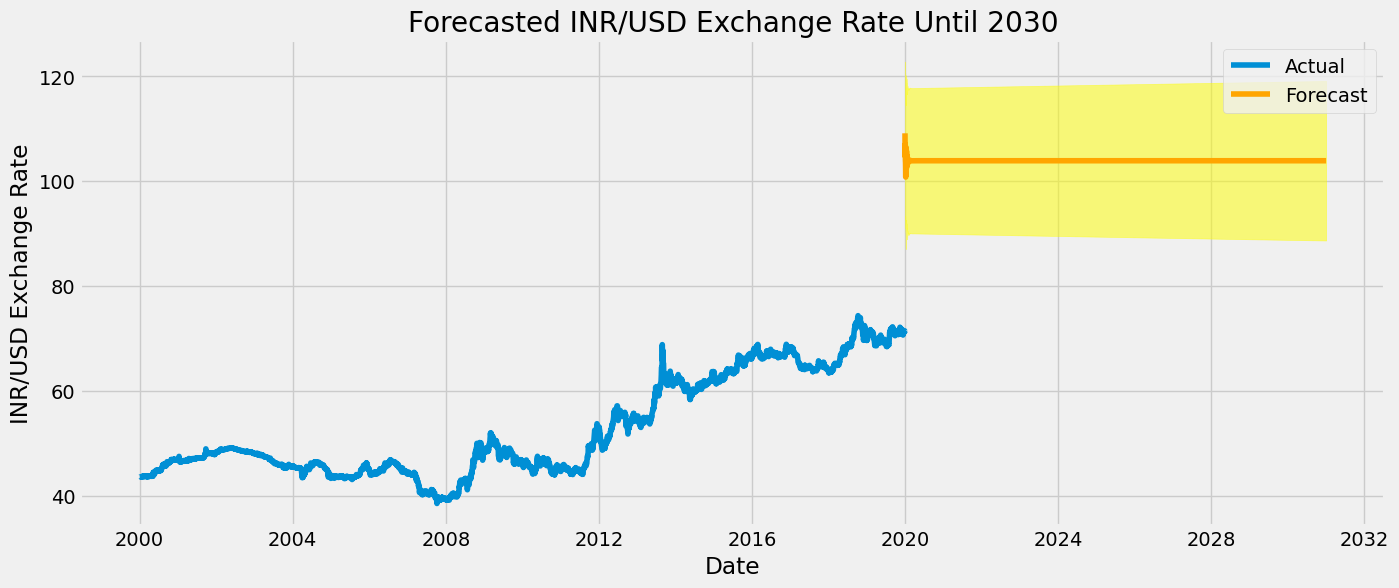 Forecasted INR/USD Exchange Rate Until 2030
Actual
Forecast
INR/USD Exchange Rate
120
100
80
60
40
2000 2004 2008 2012 2016 2020 2024 2028 2032
Date